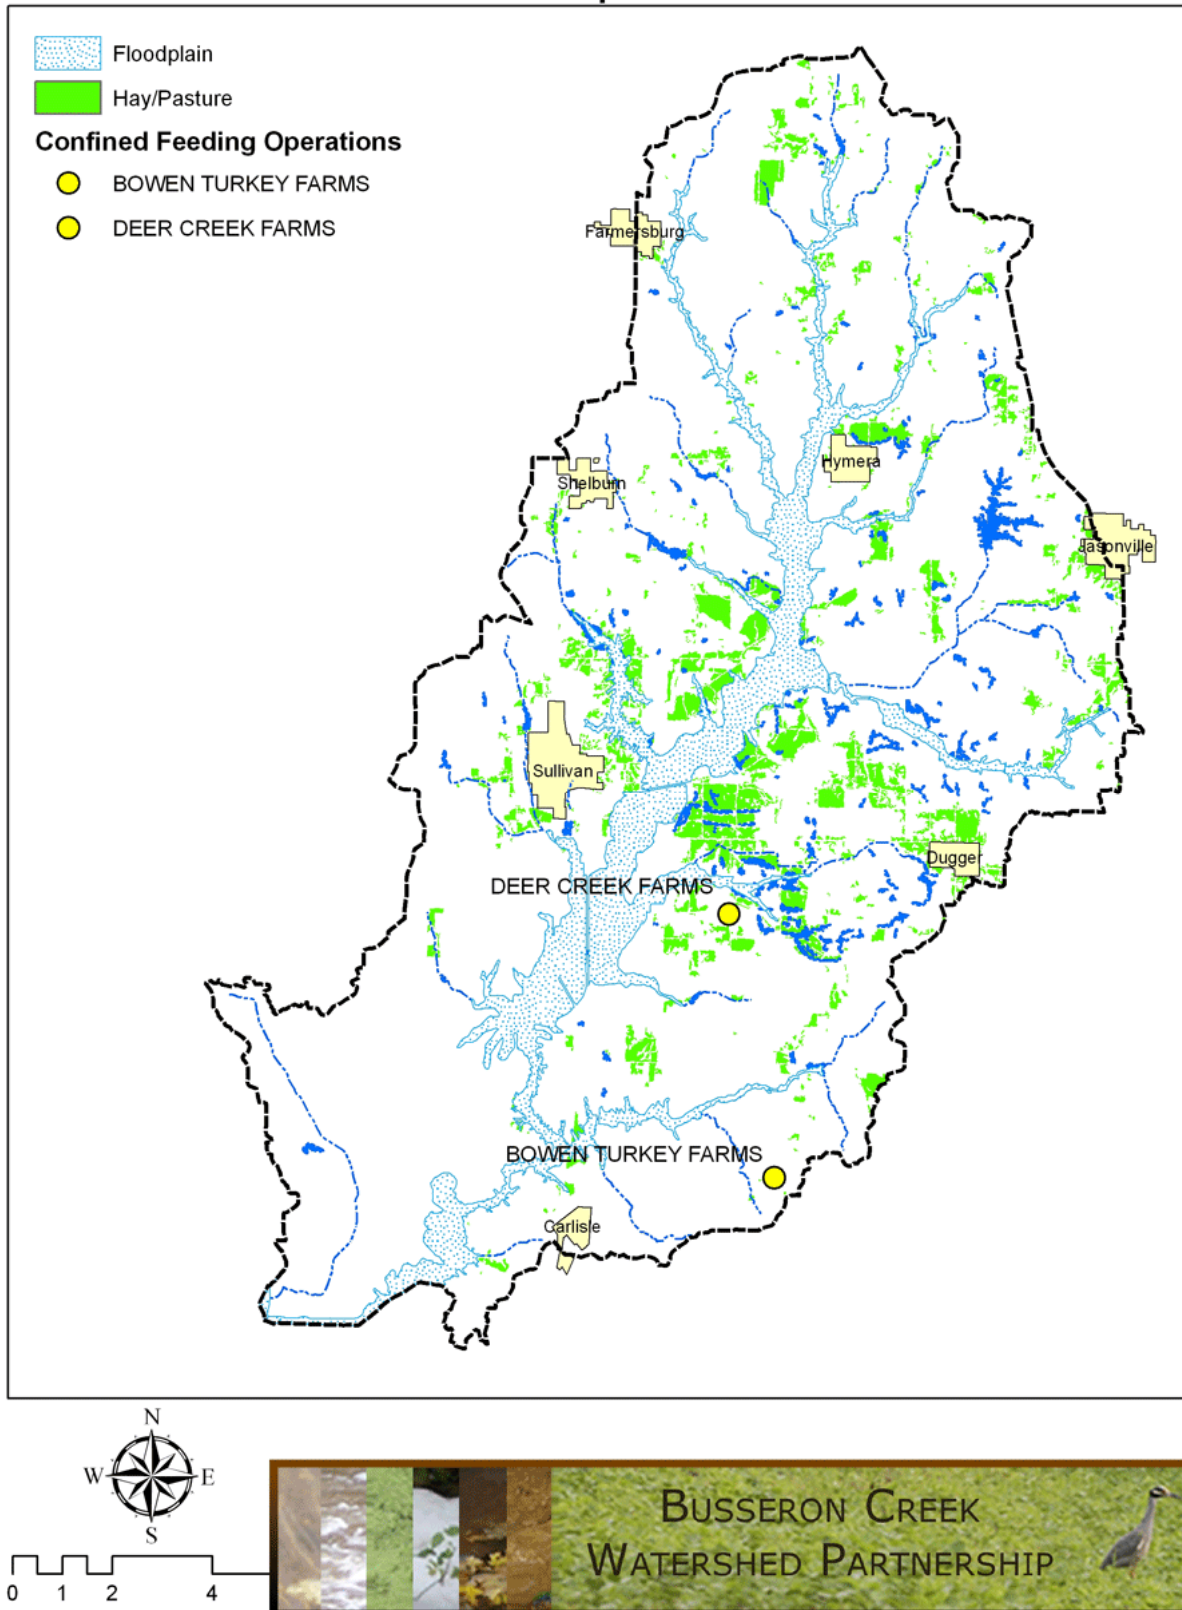 Floodplain
Hay/Pasture
Confined Feeding Operations
BOWEN TURKEY FARMS
DEER CREEK FARMS
Farmersburg
Hymera
Shelburn
Jasonville
Sullivan
Dugger
DEER CREEK FARMS
BOWEN TURKEY FARMS
Carlisle
N
W E
S
0 1 2 4
BUSSERON CREEK
WATERSHED PARTNERSHIP